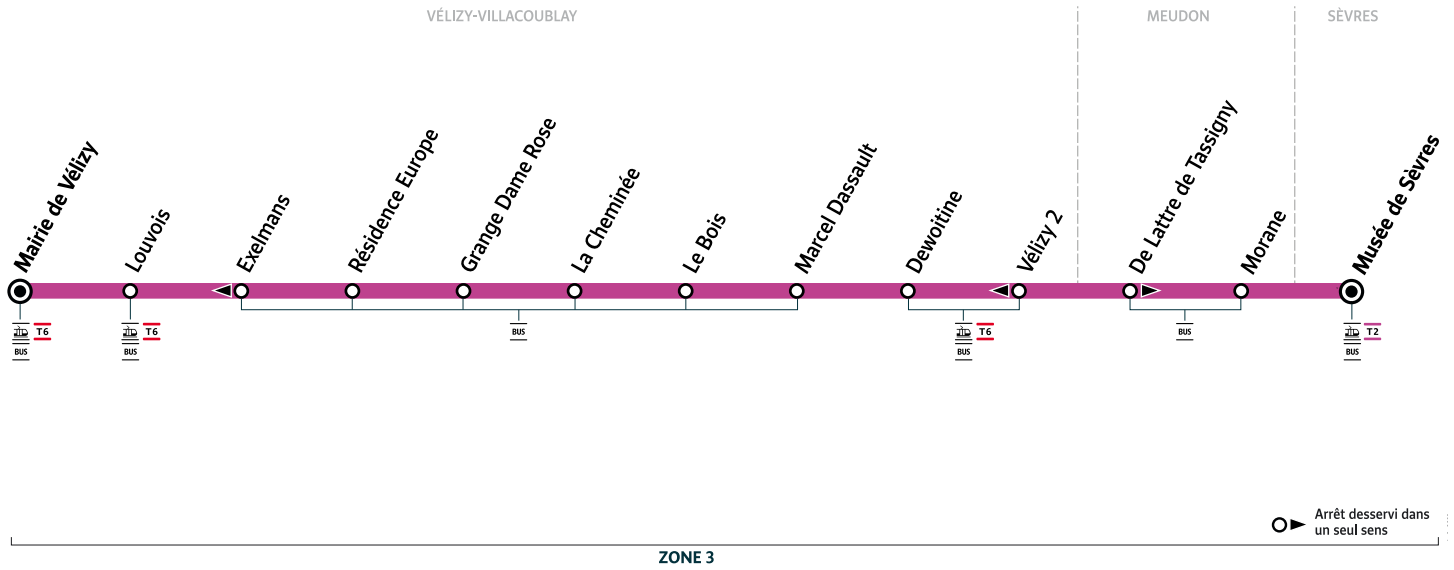 VÉLIZY-VILLACOUBLAY
MEUDON
SÈVRES
Mairie de Vélizy
Louvois
Exelmans
Résidence Europe
Grange Dame Rose
La Cheminée
Le Bois
Marcel Dassault
Dewoitine
Vélizy 2
De Lattre de Tassigny
Morane
Musée de Sèvres
T6
BUS
T6
BUS
BUS
T6
BUS
BUS
T2
BUS
Arrêt desservi dans
un seul sens
ZONE 3